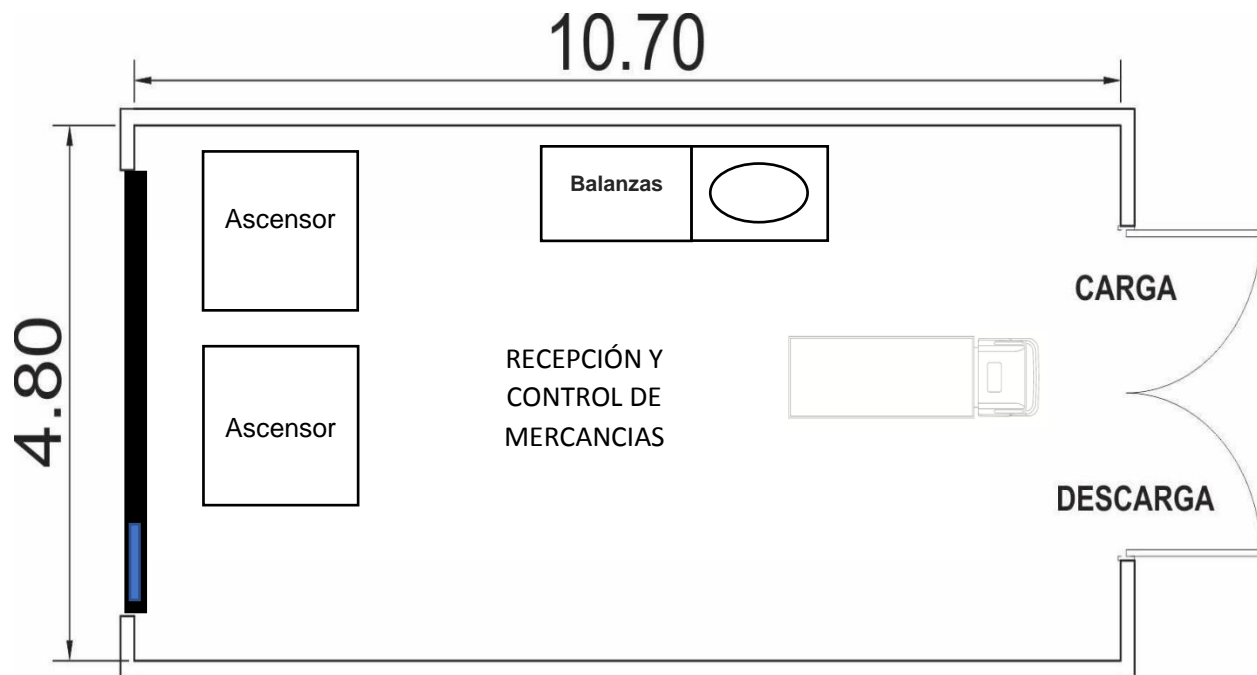 10.70
Balanzas
Ascensor
CARGA
4.80
RECEPCIÓN Y
CONTROL DE
MERCANCIAS
Ascensor
DESCARGA